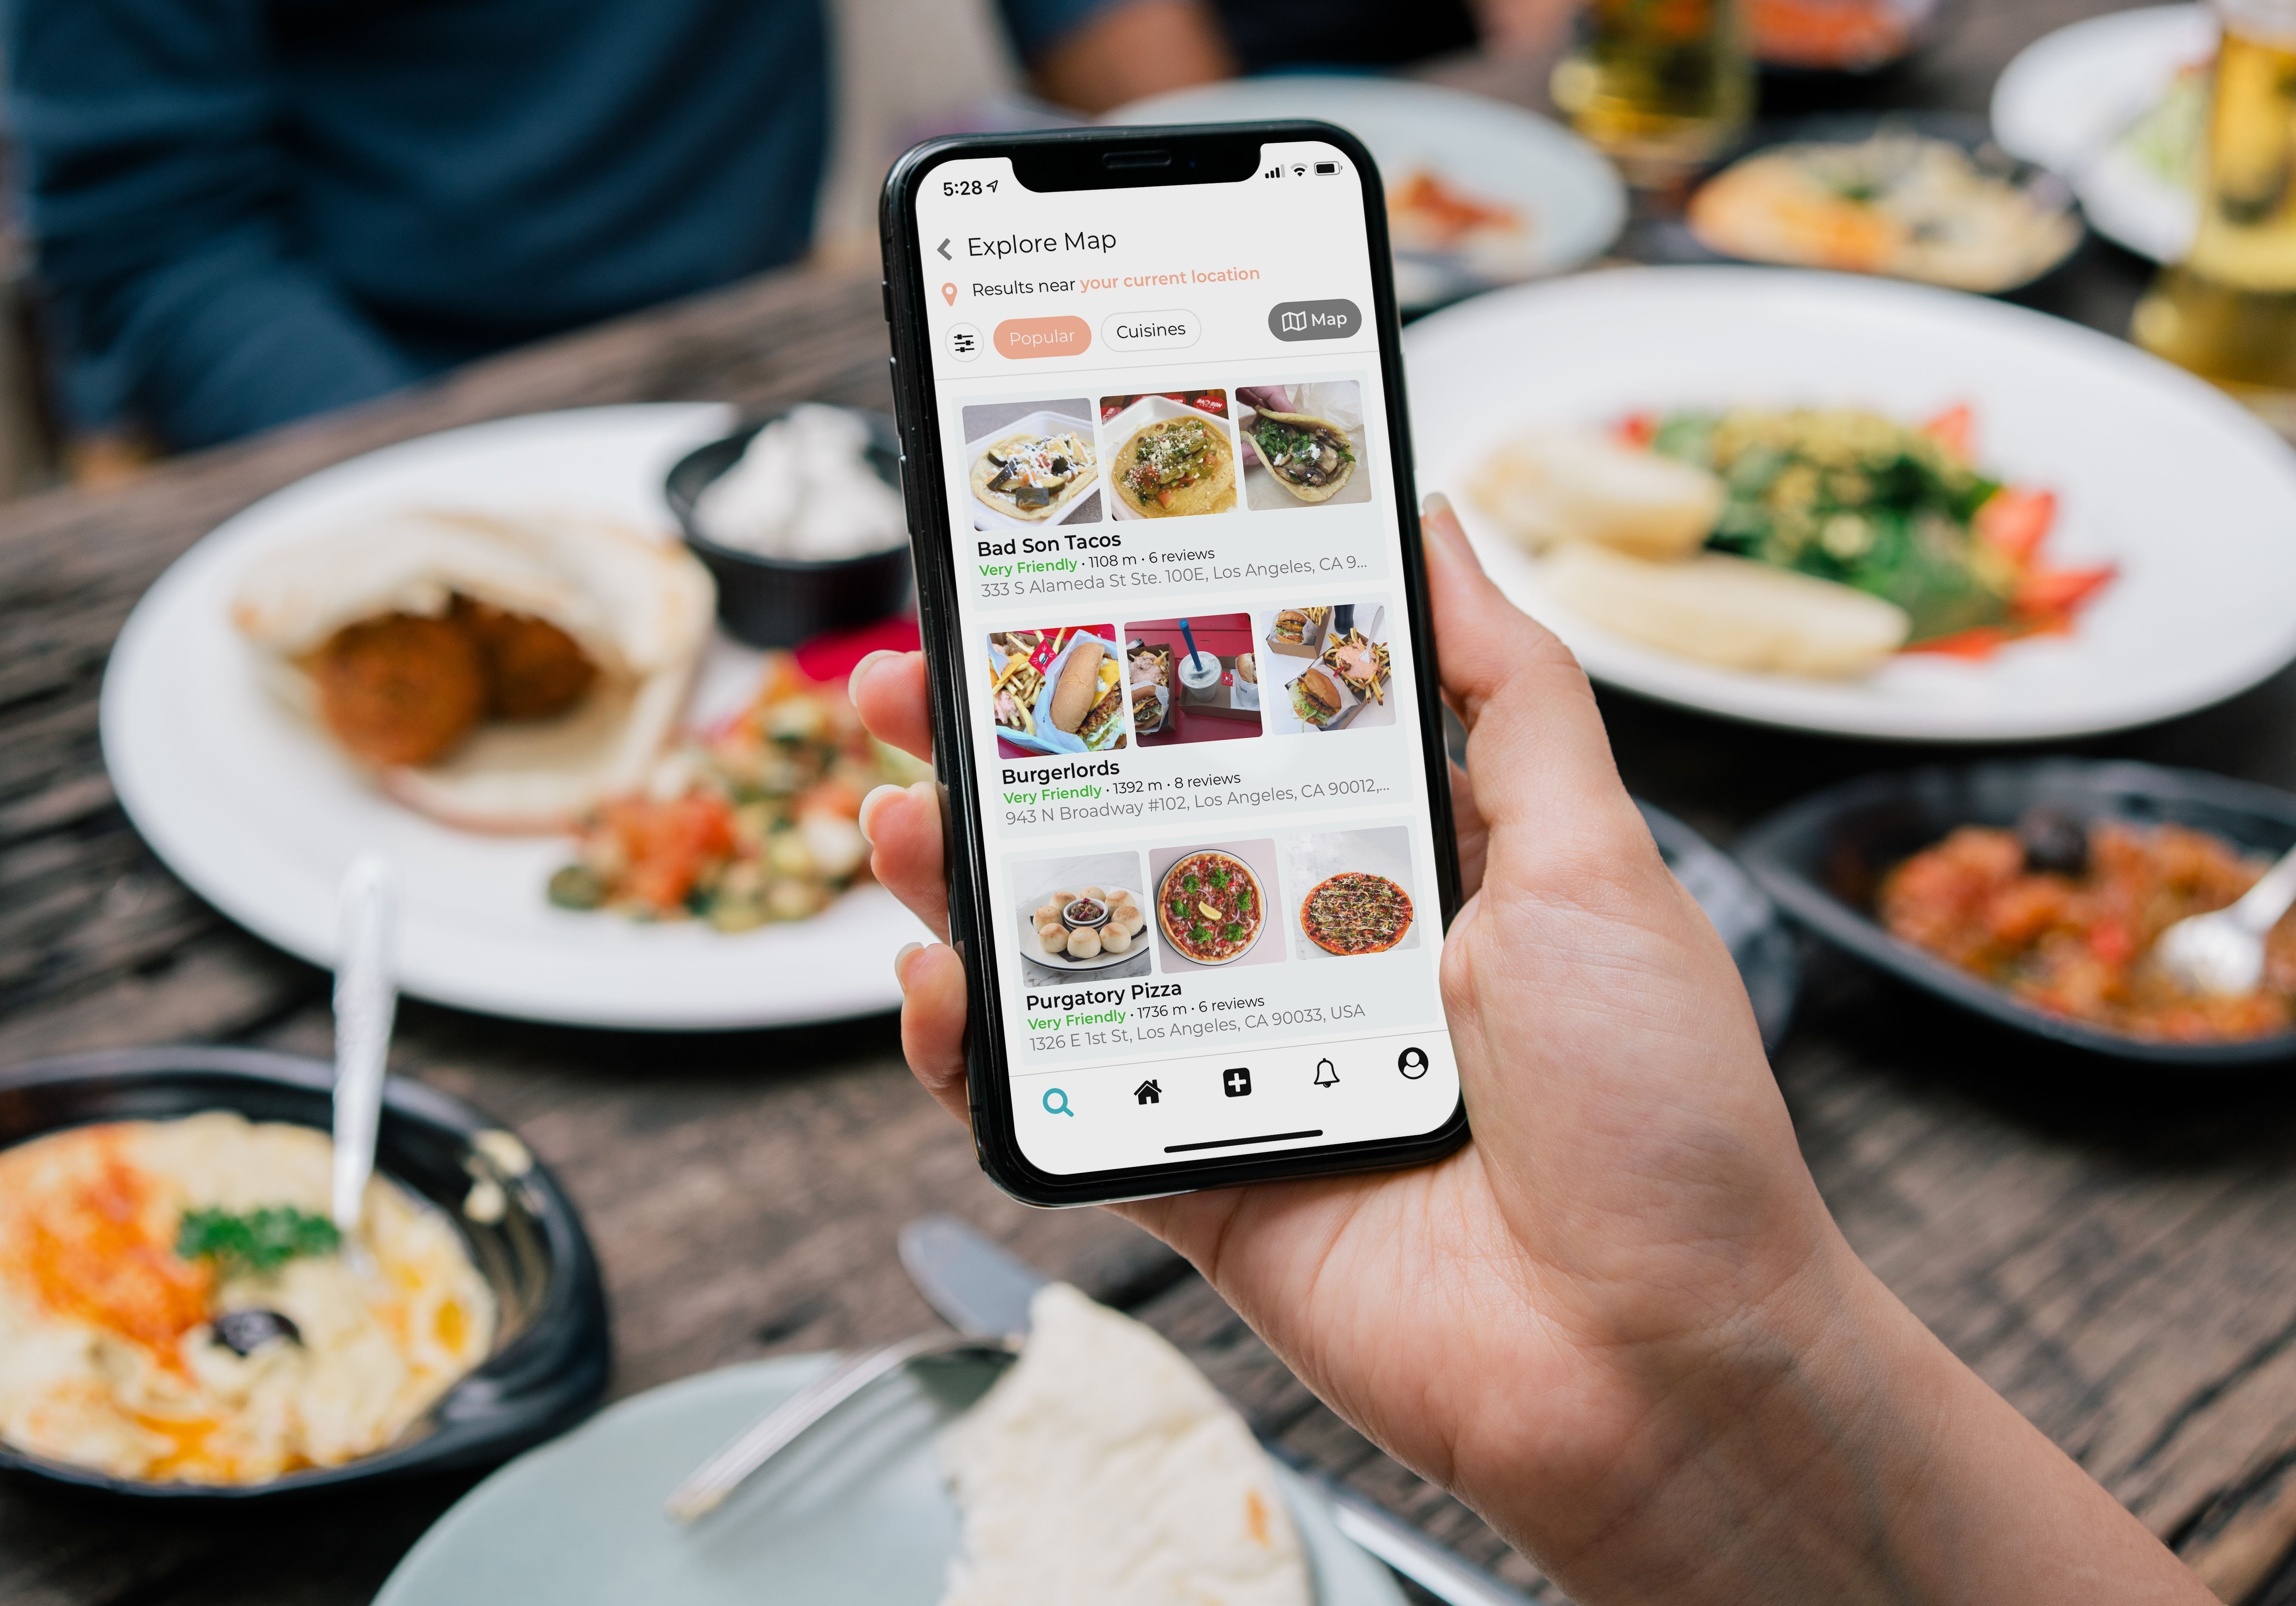 5:28
Explore Map
Results near your current location
Popular
Cuisines
Map
Bad Son Tacos
Very Friendly • 1108 m • 6 reviews
333 S Alameda St Ste. 100E, Los Angeles, CA 9...
Burgerlords
Very Friendly • 1392 m • 8 reviews
943 N Broadway #102, Los Angeles, CA 90012,...
Purgatory Pizza
Very Friendly • 1736 m • 6 reviews
1326 E 1st St, Los Angeles, CA 90033, USA